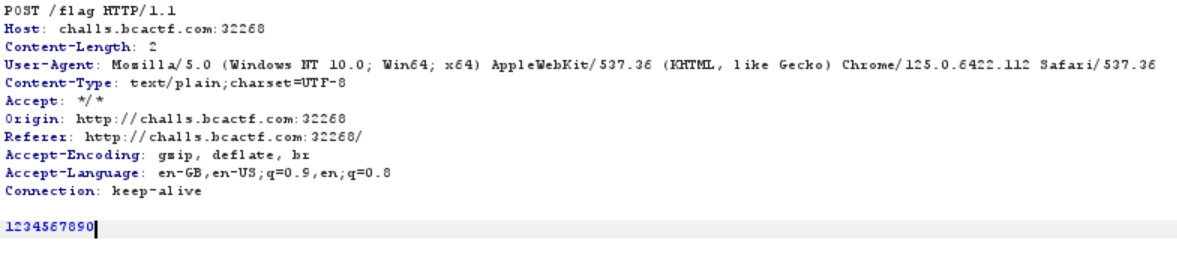 POST /flag HTTP/1.1
Host: challs.bcactf.com:32268
Content-Length: 2
User-Agent: Mozilla/5.0 (Windows NT 10.0; Win64; x64) AppleWebKit/537.36 (KHTML, like Gecko) Chrome/125.0.6422.112 Safari/537.36
Content-Type: text/plain;charset=UTF-8
Accept: */*
Origin: http://challs.bcactf.com:32268
Referer: http://challs.bcactf.com:32268/
Accept-Encoding: gzip, deflate, br
Accept-Language: en-GB,en-US;q=0.9,en;q=0.8
Connection: keep-alive
1234567890